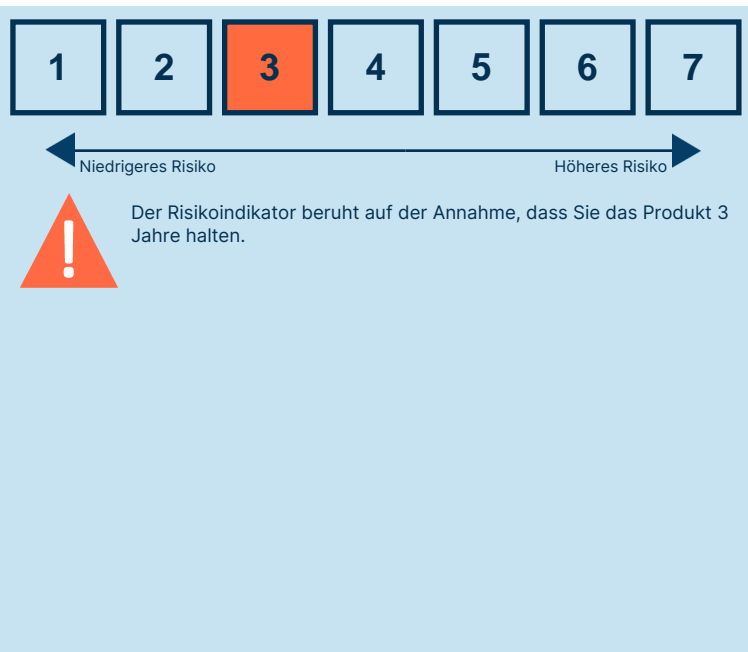 1 2 3 4 5 6 7
Niedrigeres Risiko Höheres Risiko
Der Risikoindikator beruht auf der Annahme, dass Sie das Produkt 3
Jahre halten.